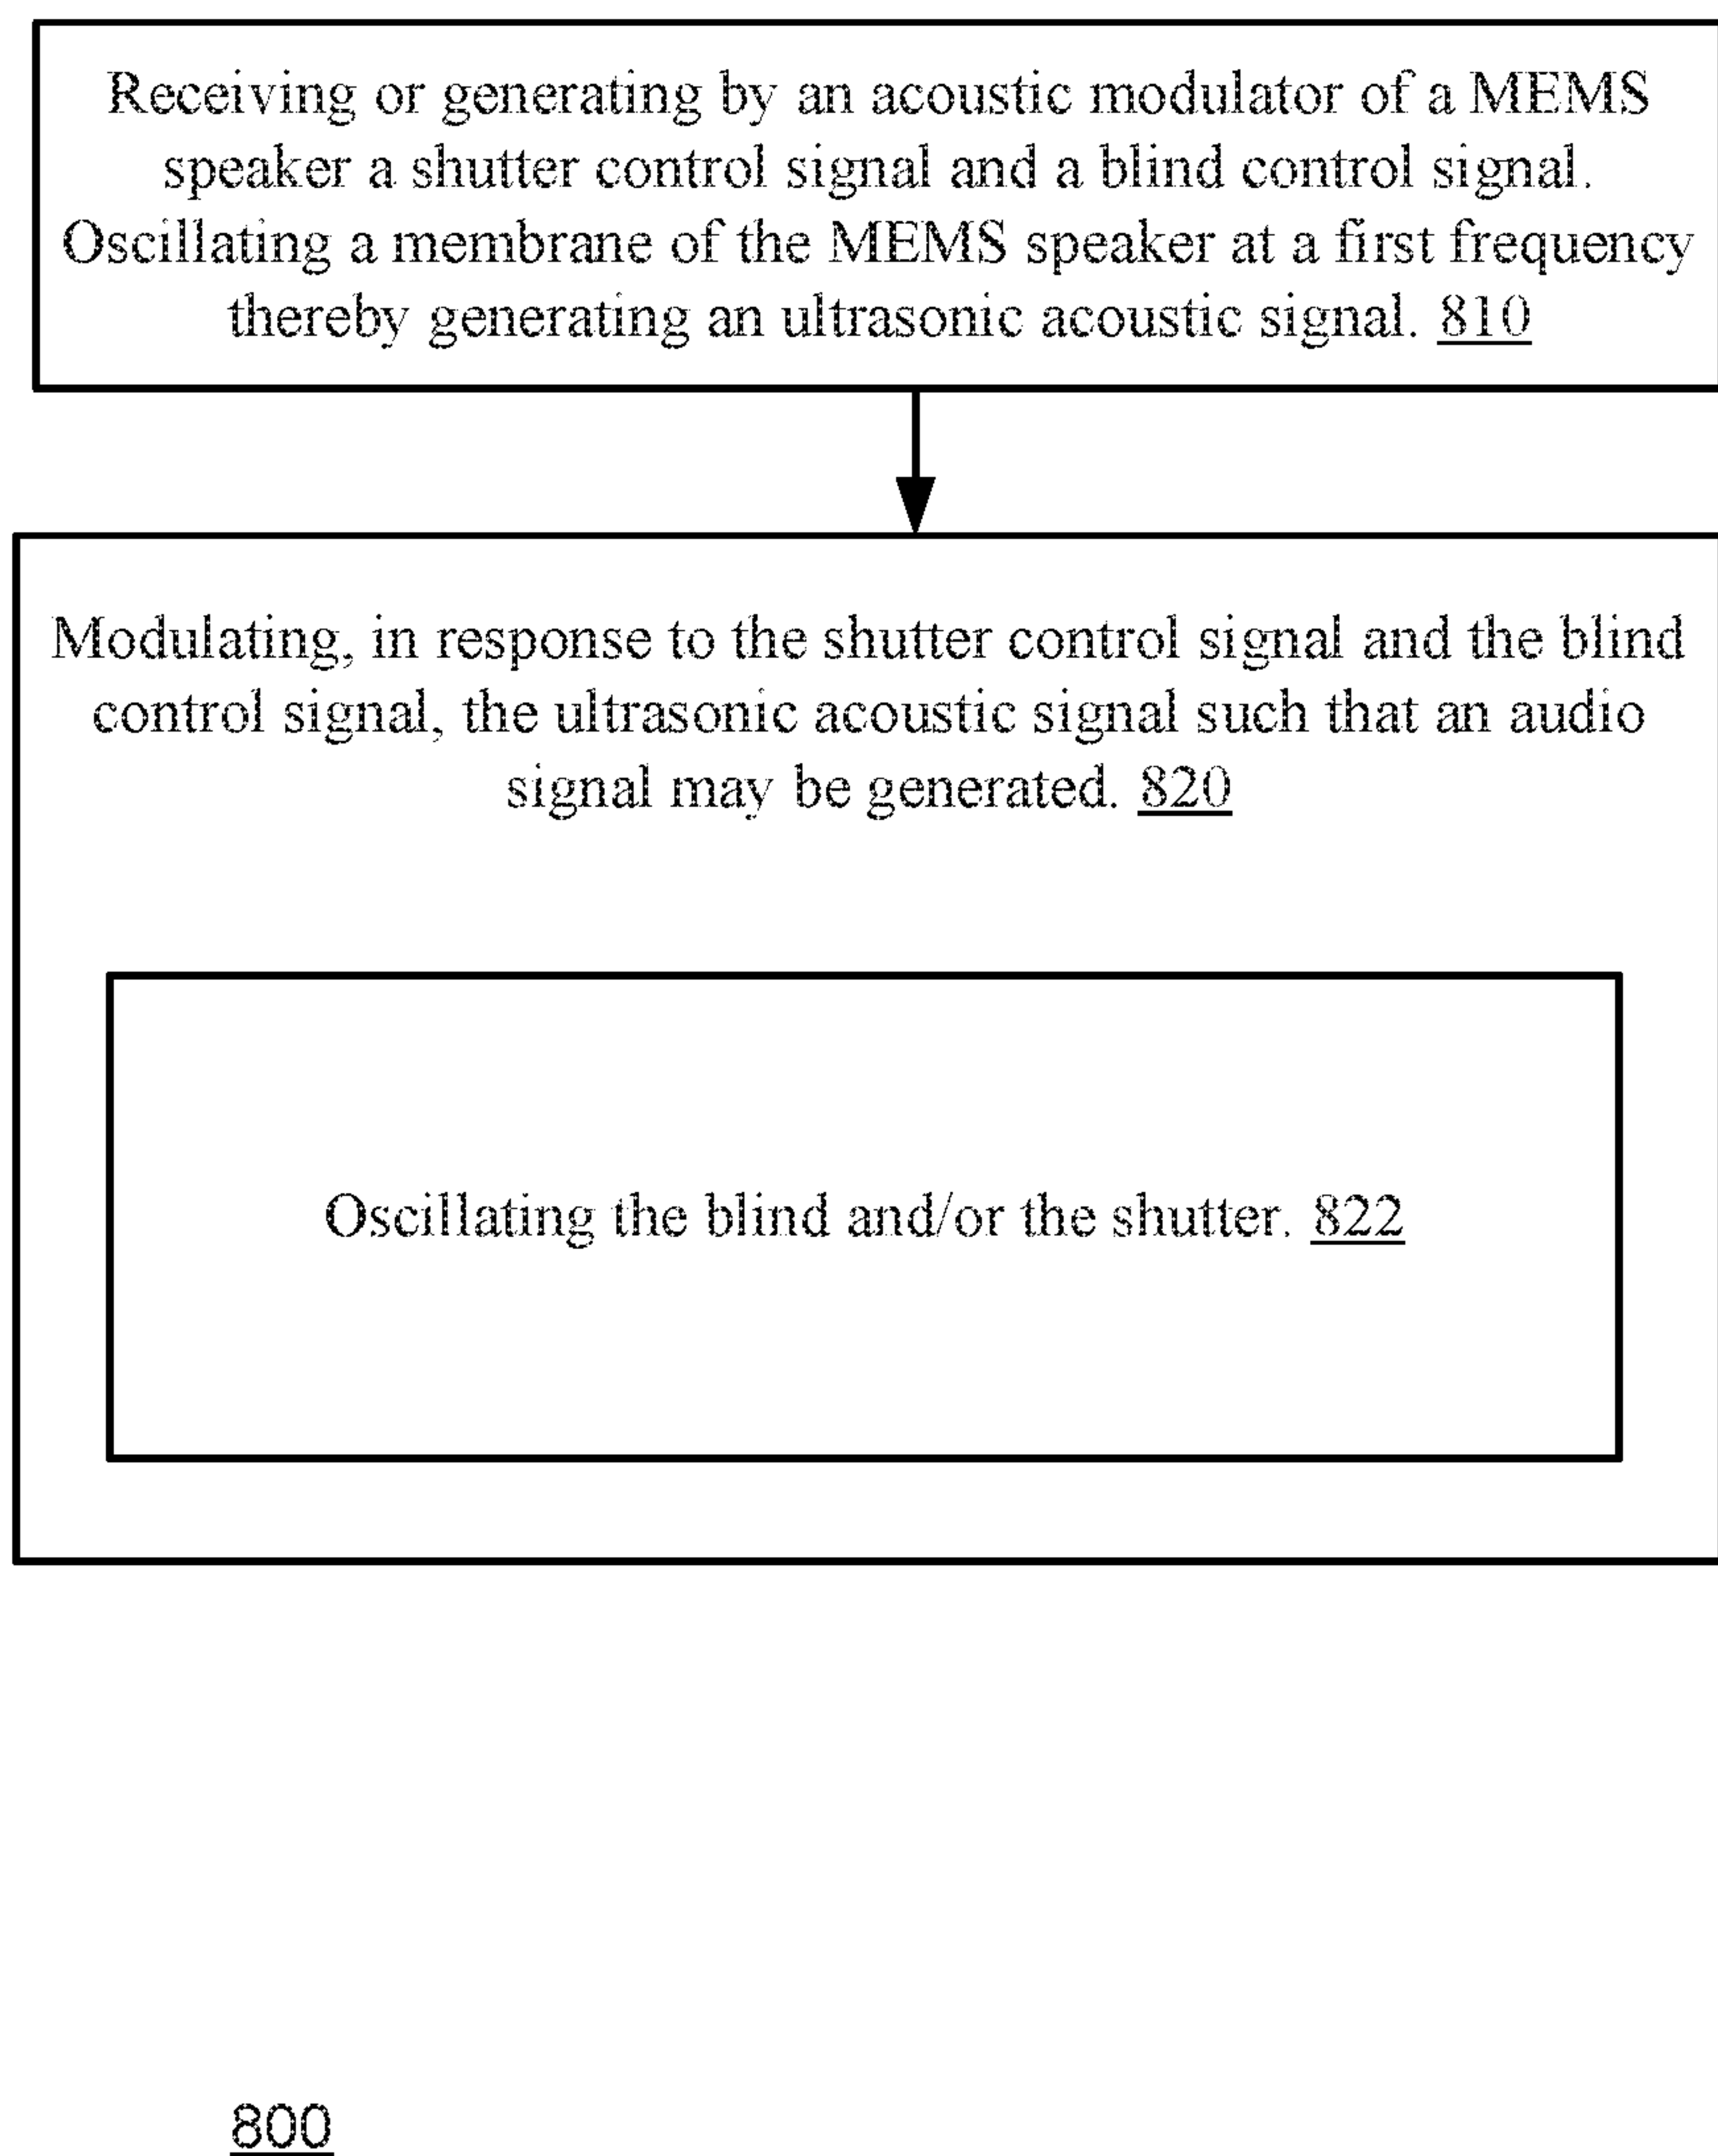 Receiving or generating by an acoustic modulator of a MEMS
speaker a shutter control signal and a blind control signal.
Oscillating a membrane of the MEMS speaker at a first frequency
thereby generating an ultrasonic acoustic signal. 810
Modulating, in response to the shutter control signal and the blind
control signal, the ultrasonic acoustic signal such that an audio
signal may be generated. 820
Oscillating the blind and/or the shutter. 822
800